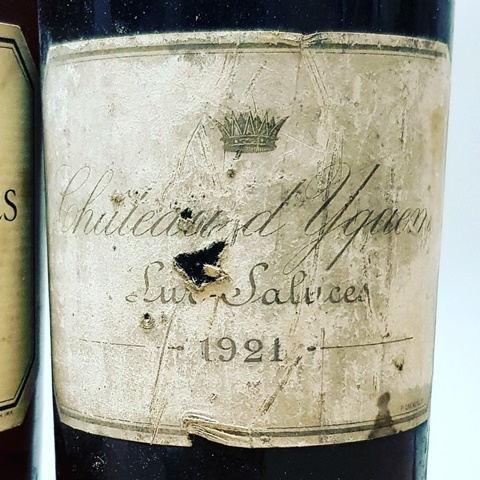 Château d'Yquem
Lur-Saluces
1921